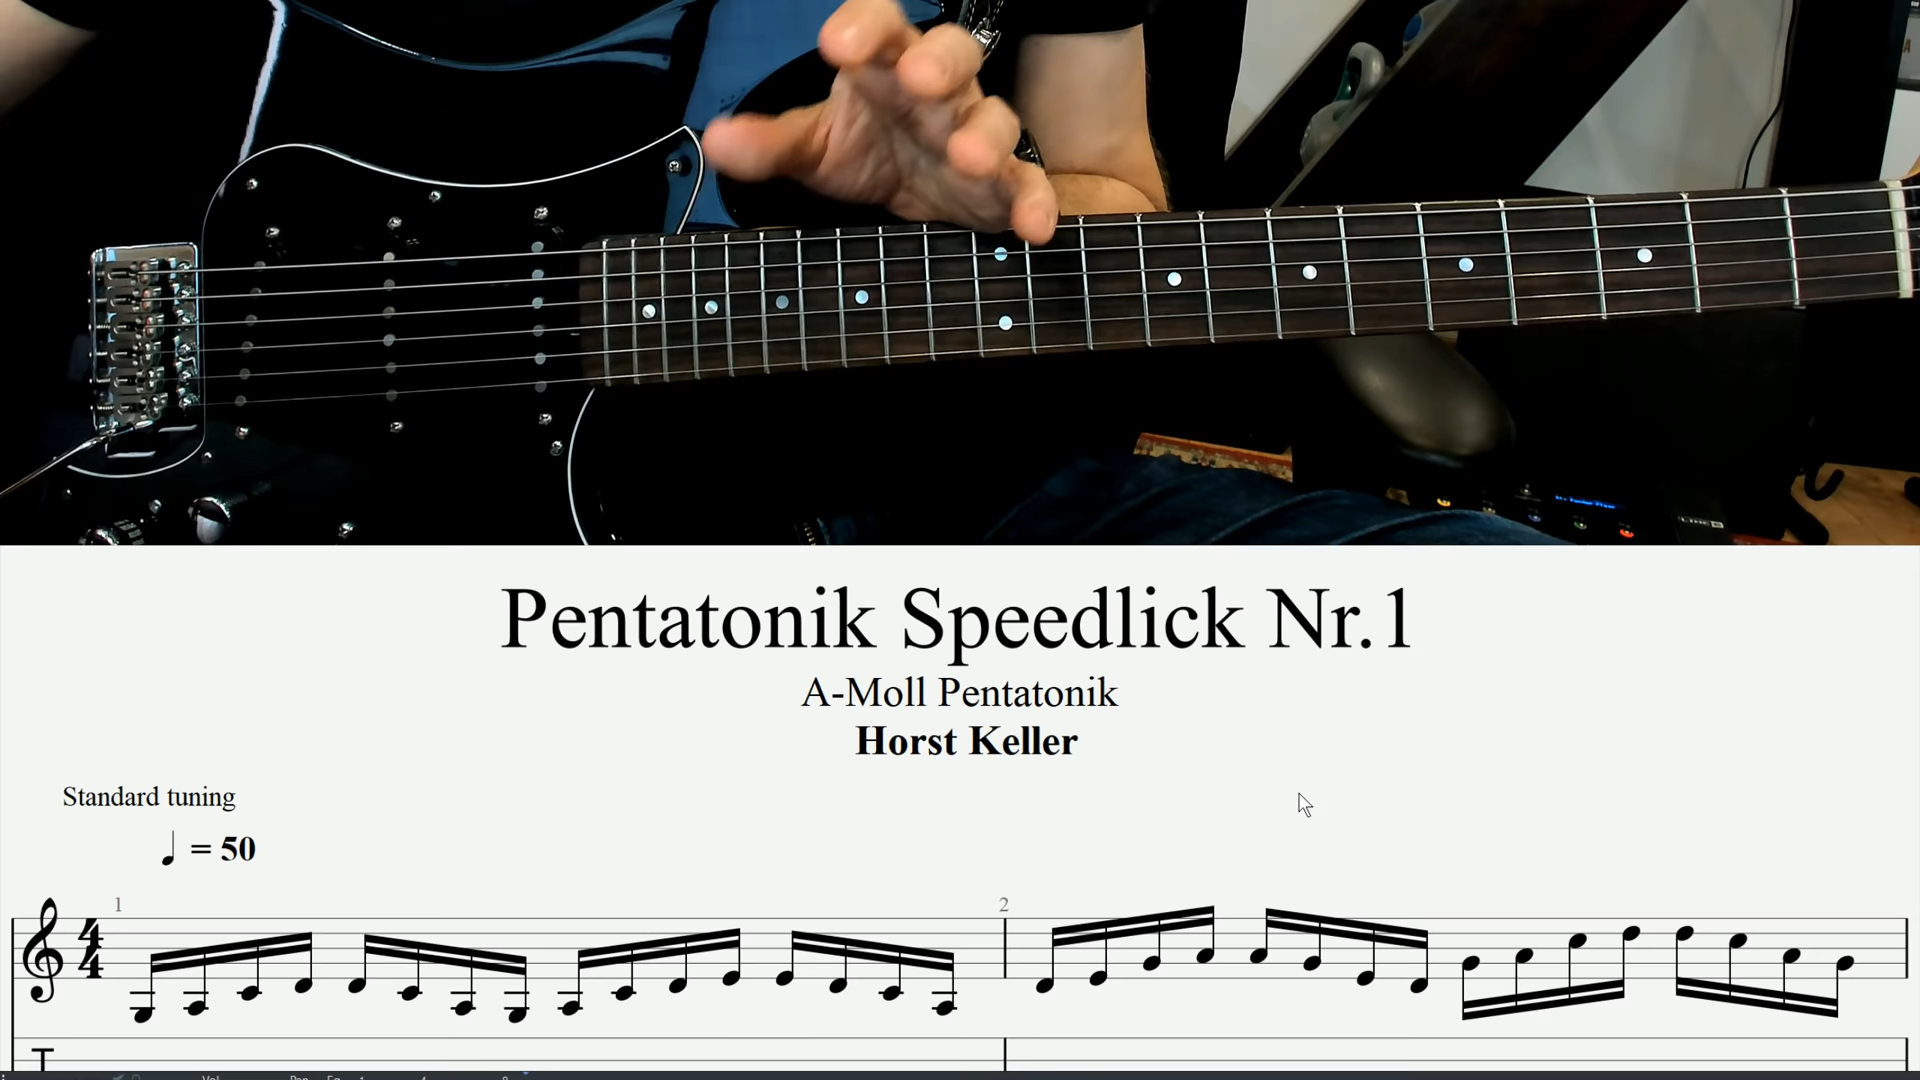 Pentatonik Speedlick Nr.1
A-Moll Pentatonik
Horst Keller
Standard tuning
= 50
1
2
4
4
T